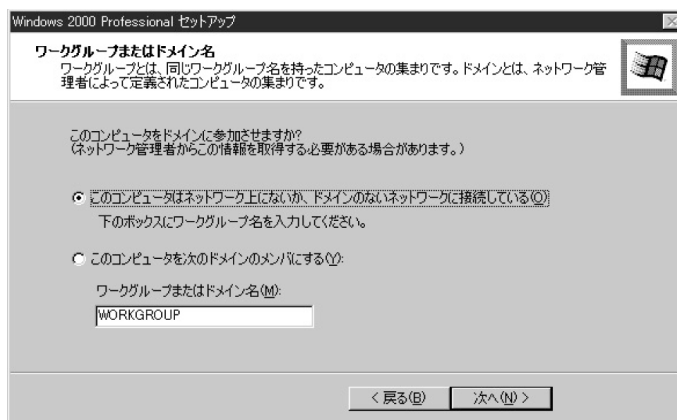 Windows 2000 Professional セットアップ
ワークグループまたはドメイン名
ワークグループとは、同じワークグループ名を持ったコンピュータの集まりです。ドメインとは、ネットワーク管
理者によって定義されたコンピュータの集まりです。
このコンピュータをドメインに参加させますか?
(ネットワーク管理者からこの情報を取得する必要がある場合があります。)
このコンピュータはネットワーク上にないか、ドメインのないネットワークに接続している(O)
下のボックスにワークグループ名を入力してください。
このコンピュータを次のドメインのメンバにする(Y):
ワークグループまたはドメイン名(M):
WORKGROUP
< 戻る(B) 次へ(N) >